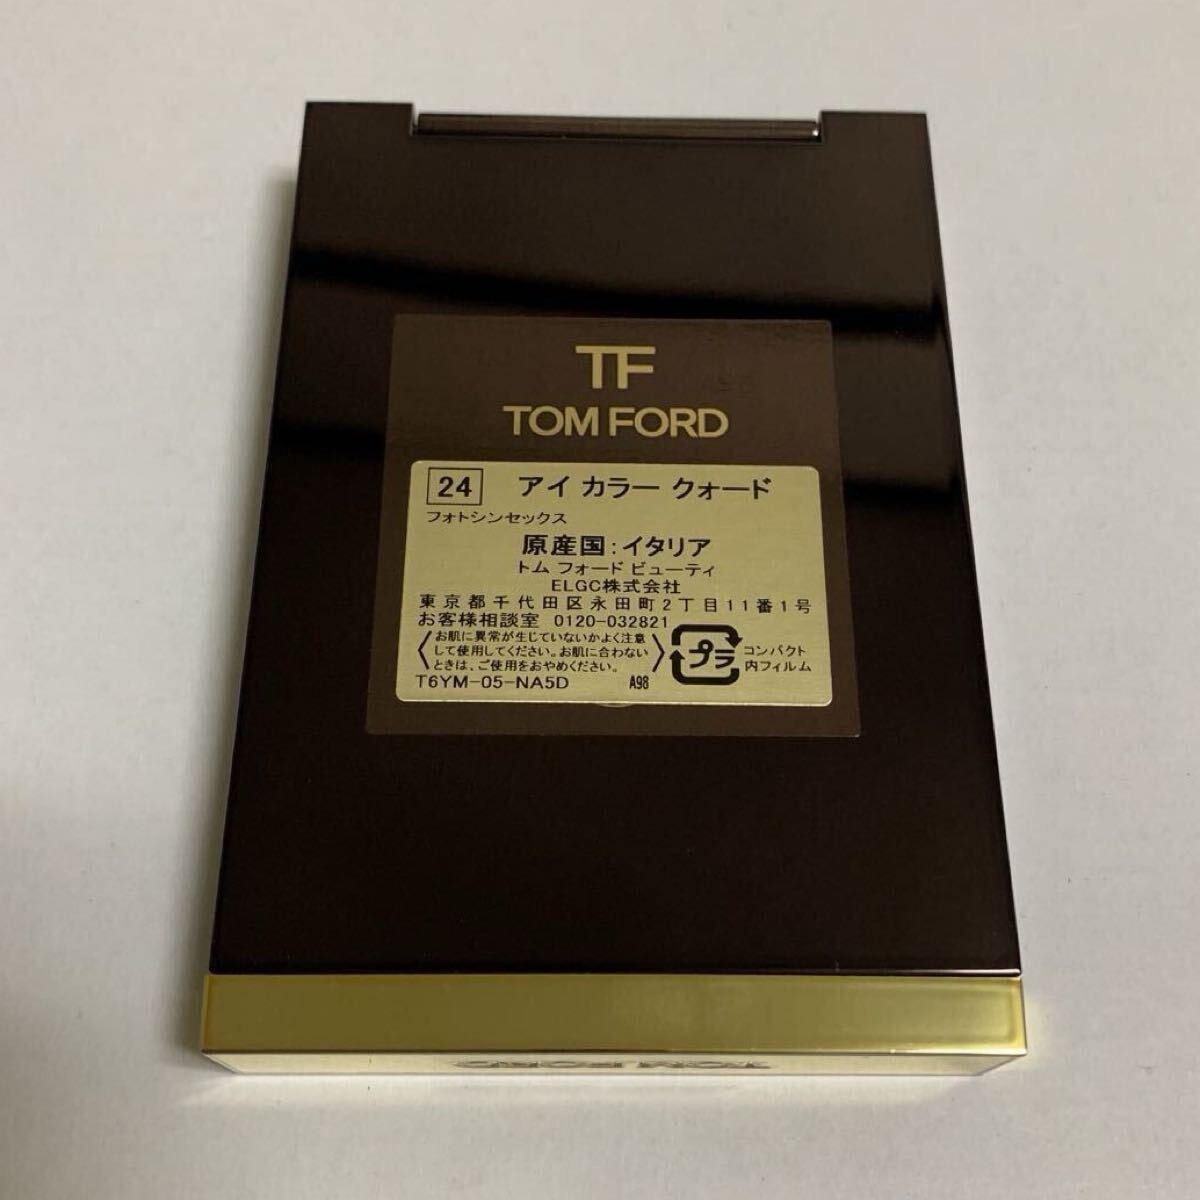 TF
TOM FORD
24 アイ カラー クォード
フォトシンセックス
原産国:イタリア
トム フォード ビューティ
ELGC株式会社
東京都千代田区永田町2丁目11番1号
お客様相談室 0120-032821
〈お肌に異常が生じていないかよく注意
して使用してください。お肌に合わない
ときは、ご使用をおやめください。〉
プラ
コンパクト
内フィルム
T6YM-05-NA5D A98
TOM FORD